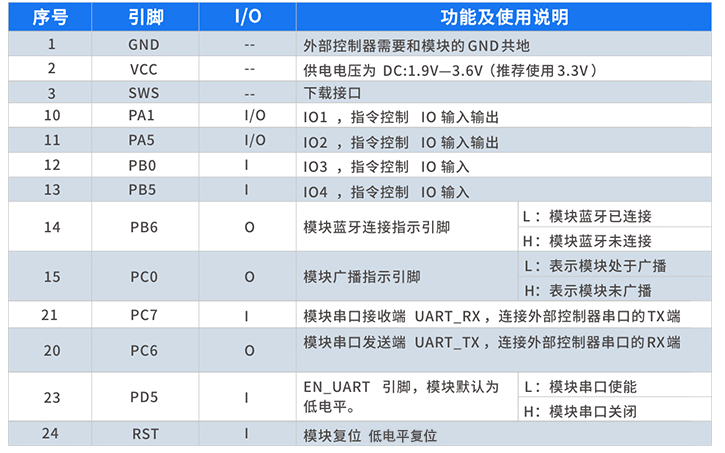 序号 引脚 I/O 功能及使用说明
1 GND -- 外部控制器需要和模块的GND共地
2 VCC -- 供电电压为 DC:1.9V—3.6V（推荐使用3.3V）
3 SWS -- 下载接口
10 PA1 I/O IO1 ，指令控制 IO 输入输出
11 PA5 I/O IO2 ，指令控制 IO 输入输出
12 PB0 I IO3 ，指令控制 IO 输入
13 PB5 I IO4 ，指令控制 IO 输入
14 PB6 O 模块蓝牙连接指示引脚
L：模块蓝牙已连接
H：模块蓝牙未连接
15 PC0 O 模块广播指示引脚
L：表示模块处于广播
H：表示模块未广播
21 PC7 I 模块串口接收端 UART_RX ，连接外部控制器串口的TX端
20 PC6 O 模块串口发送端 UART_TX ，连接外部控制器串口的RX端
23 PD5 I EN_UART 引脚，模块默认为
低电平。
L：模块串口使能
H：模块串口关闭
24 RST I 模块复位 低电平复位